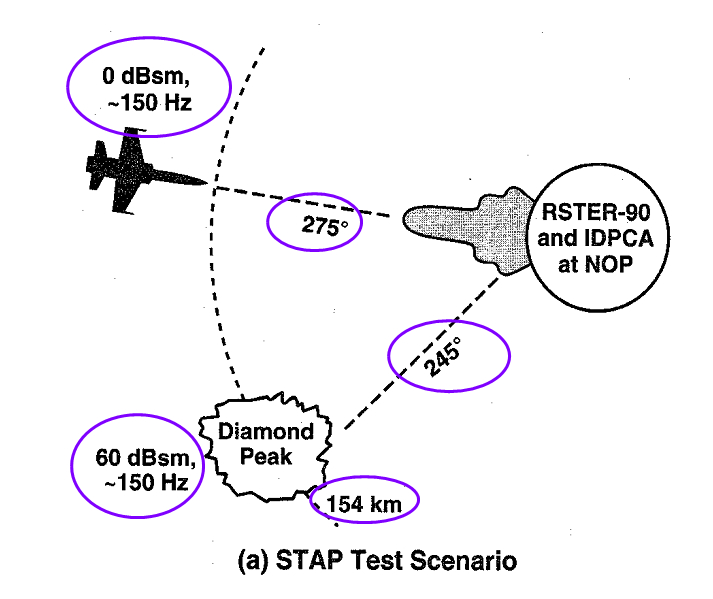 0 dBsm,
~150 Hz
275°
RSTER-90
and IDPCA
at NOP
245°
Diamond
Peak
60 dBsm,
~150 Hz
154 km
(a) STAP Test Scenario